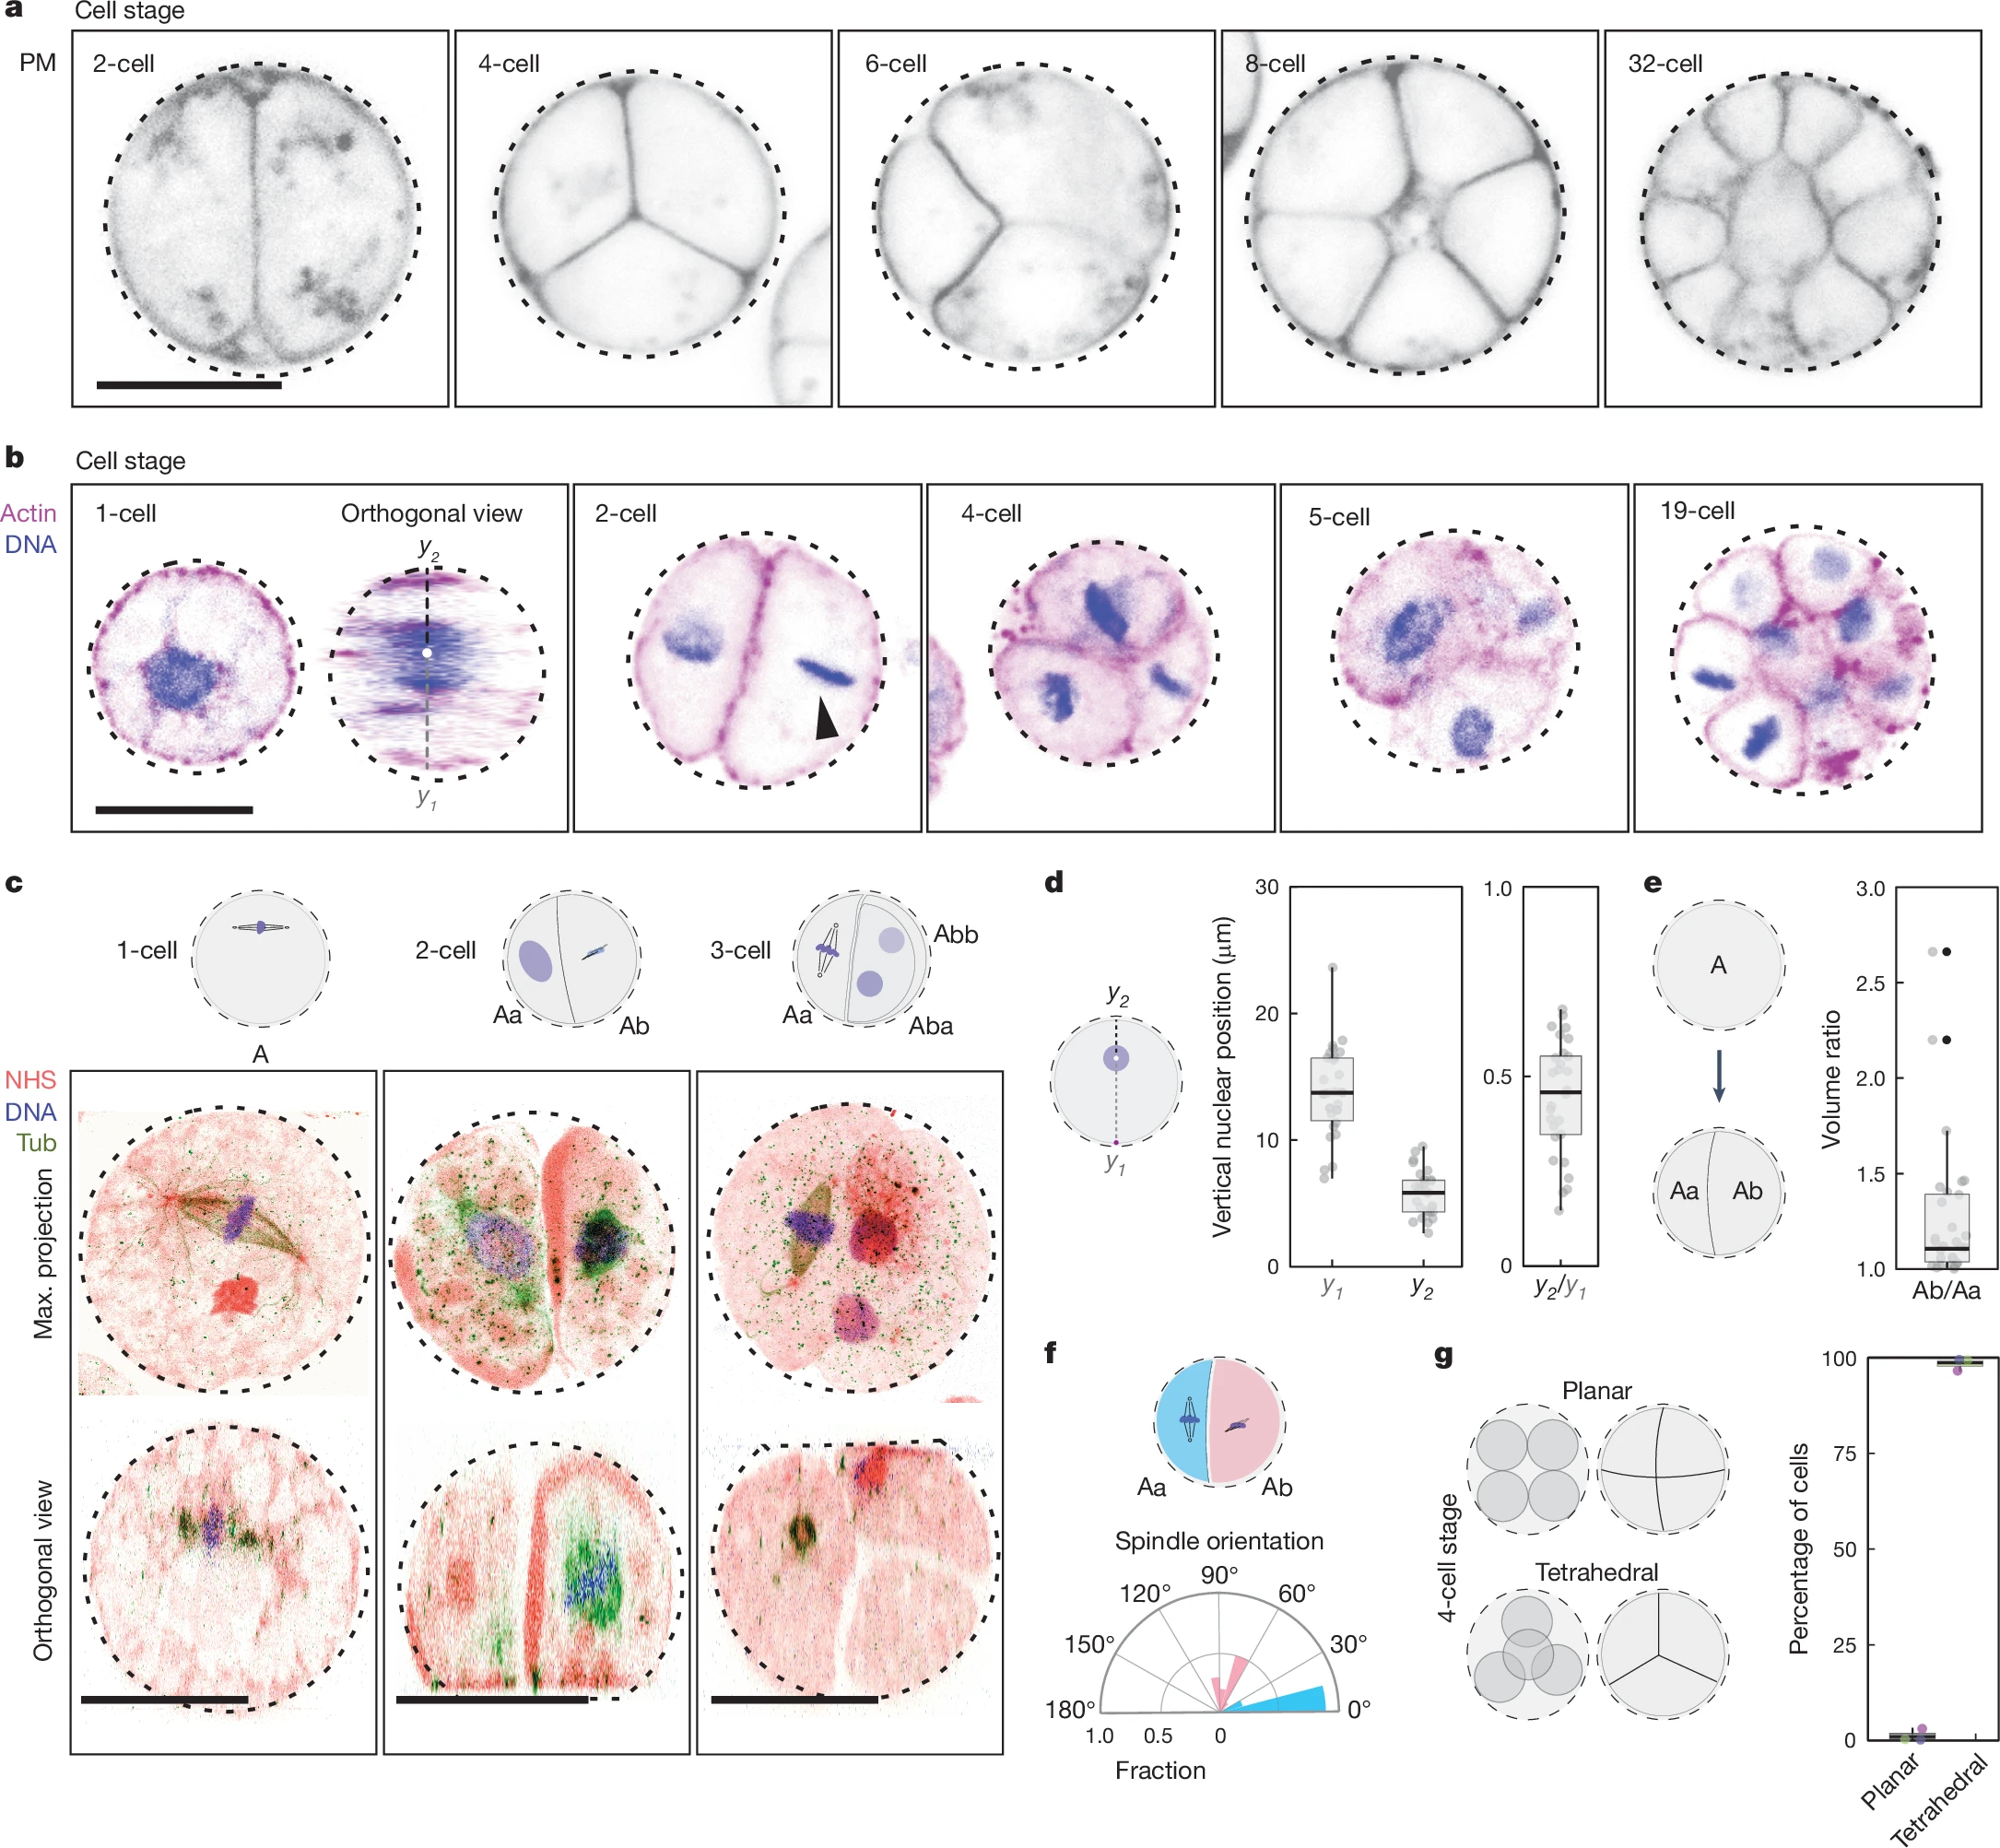 a
Cell stage
PM
2-cell
4-cell
6-cell
8-cell
32-cell
b
Cell stage
Actin
DNA
1-cell
Orthogonal view
y2
y1
2-cell
4-cell
5-cell
19-cell
c
1-cell
A
2-cell
Aa
Ab
3-cell
Aa
Abb
Aba
NHS
DNA
Tub
Max. projection
Orthogonal view
d
y2
y1
Vertical nuclear position (μm)
30
20
10
0
y1
y2
1.0
0.5
0
y2/y1
e
A
Aa
Ab
Volume ratio
3.0
2.5
2.0
1.5
1.0
Ab/Aa
f
Aa
Ab
Spindle orientation
90°
120°
60°
150°
30°
180°
0°
1.0
0.5
0
Fraction
g
4-cell stage
Planar
Tetrahedral
Percentage of cells
100
75
50
25
0
Planar
Tetrahedral